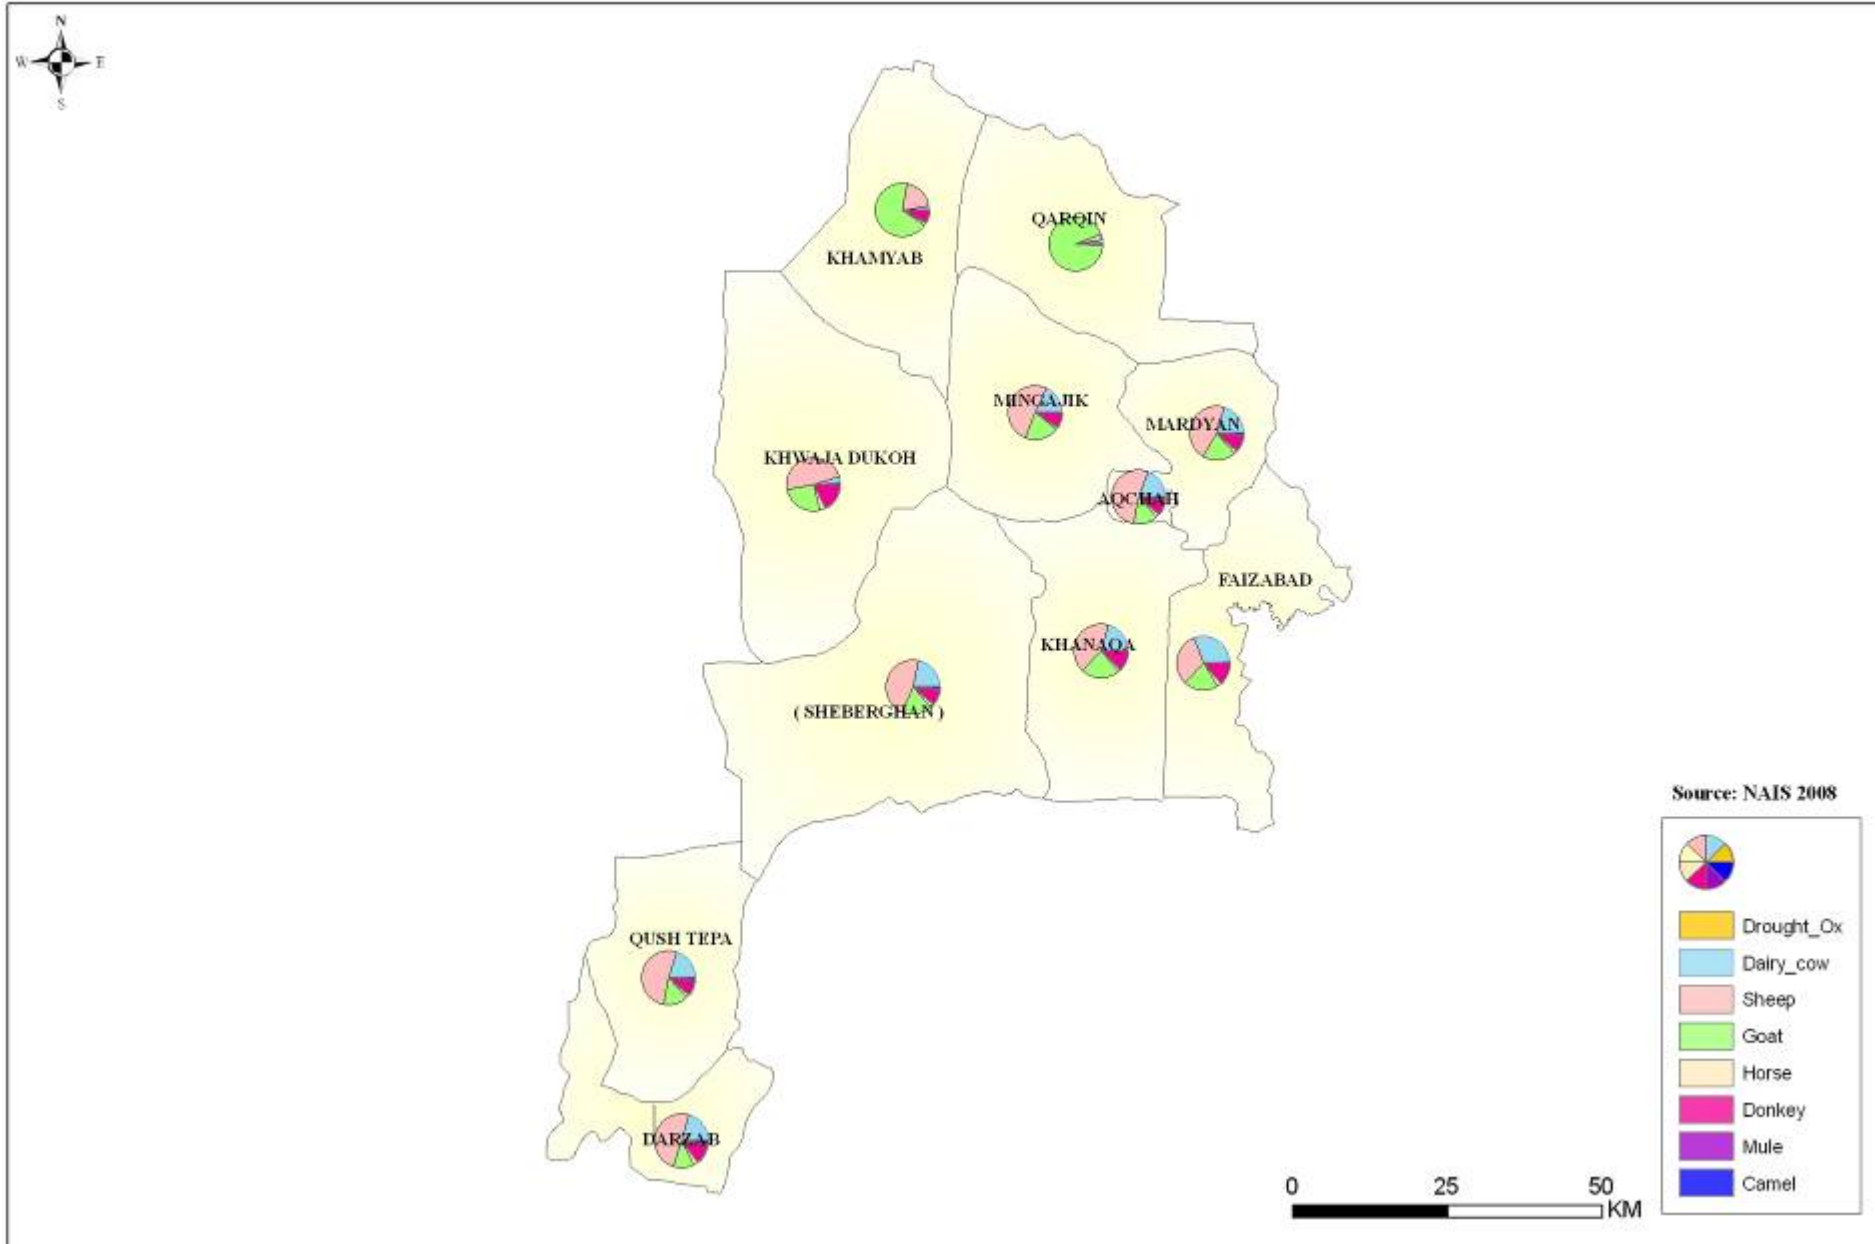 N
W E
S
QARQIN
KHAMYAB
MINGAJIK
MARDYAN
KHWAJA DUKOH
AQCHAH
FAIZABAD
KHANAQA
( SHEBERGHAN )
QUSH TEPA
DARZAB
Source: NAIS 2008
Drought_Ox
Dairy_cow
Sheep
Goat
Horse
Donkey
Mule
Camel
0 25 50
KM